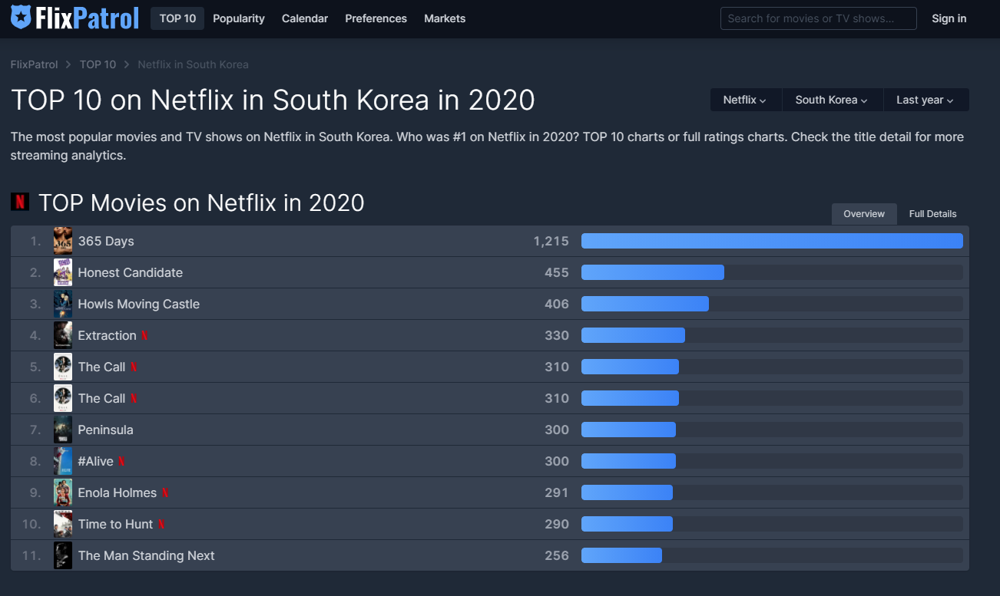 FlixPatrol TOP 10 Popularity Calendar Preferences Markets Search for movies or TV shows... Sign in
FlixPatrol > TOP 10 > Netflix in South Korea
TOP 10 on Netflix in South Korea in 2020 Netflix South Korea Last year
The most popular movies and TV shows on Netflix in South Korea. Who was #1 on Netflix in 2020? TOP 10 charts or full ratings charts. Check the title detail for more
streaming analytics.
N TOP Movies on Netflix in 2020
Overview Full Details
1. 365 Days 1,215
2. Honest Candidate 455
3. Howls Moving Castle 406
4. Extraction N 330
5. The Call N 310
6. The Call N 310
7. Peninsula 300
8. #Alive N 300
9. Enola Holmes N 291
10. Time to Hunt N 290
11. The Man Standing Next 256